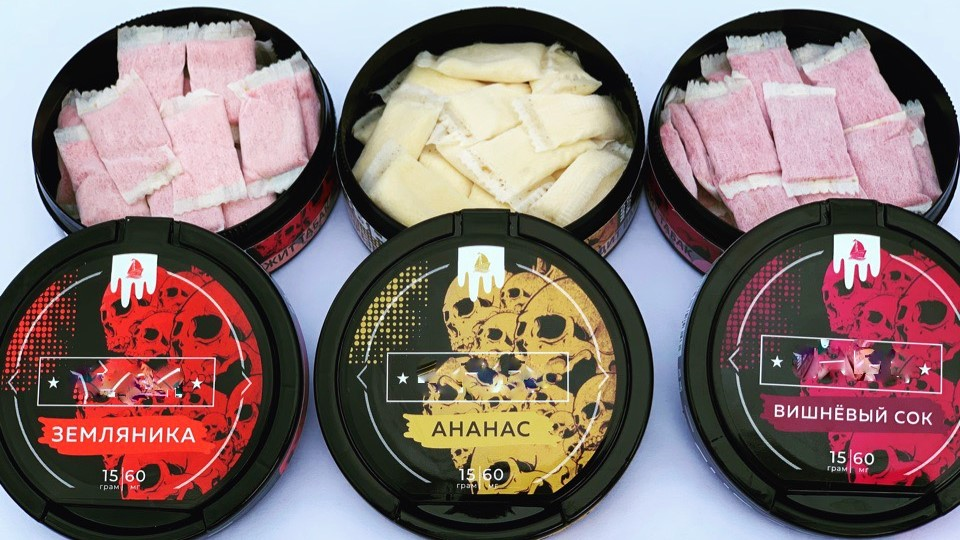 ЗЕМЛЯНИКА
15|60
грам мг
АНАНАС
15|60
грам мг
ВИШНЁВЫЙ СОК
15|60
грам мг